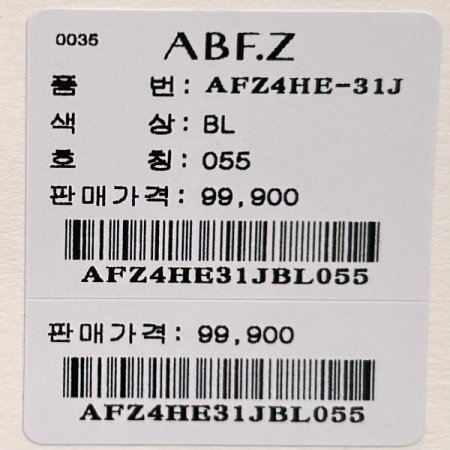 0035
ABF.Z
품 번: AFZ4HE-31J
색 상: BL
호 칭: 055
판매가격: 99,900
AFZ4HE31JBL055
판매가격: 99,900
AFZ4HE31JBL055